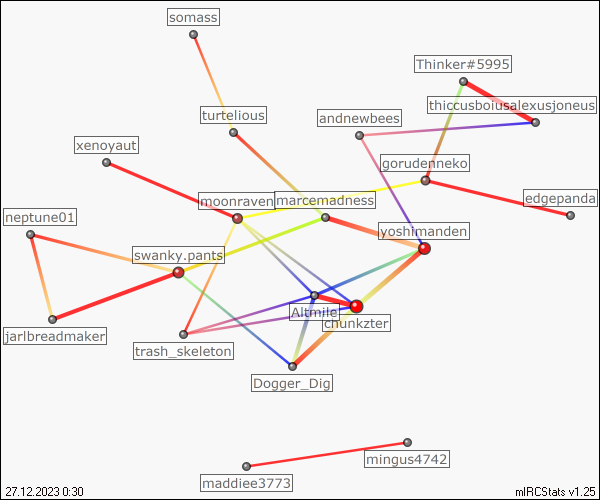 somass
Thinker#5995
thiccusboiusalexusjoneus
turtelious
andnewbees
xenoyaut
gorudenneko
edgepanda
moonraven
marcemadness
neptune01
yoshimanden
swanky.pants
Altmile
chunkzter
jarlbreadmaker
trash_skeleton
Dogger_Dig
mingus4742
maddiee3773
27.12.2023 0:30
mIRCStats v1.25